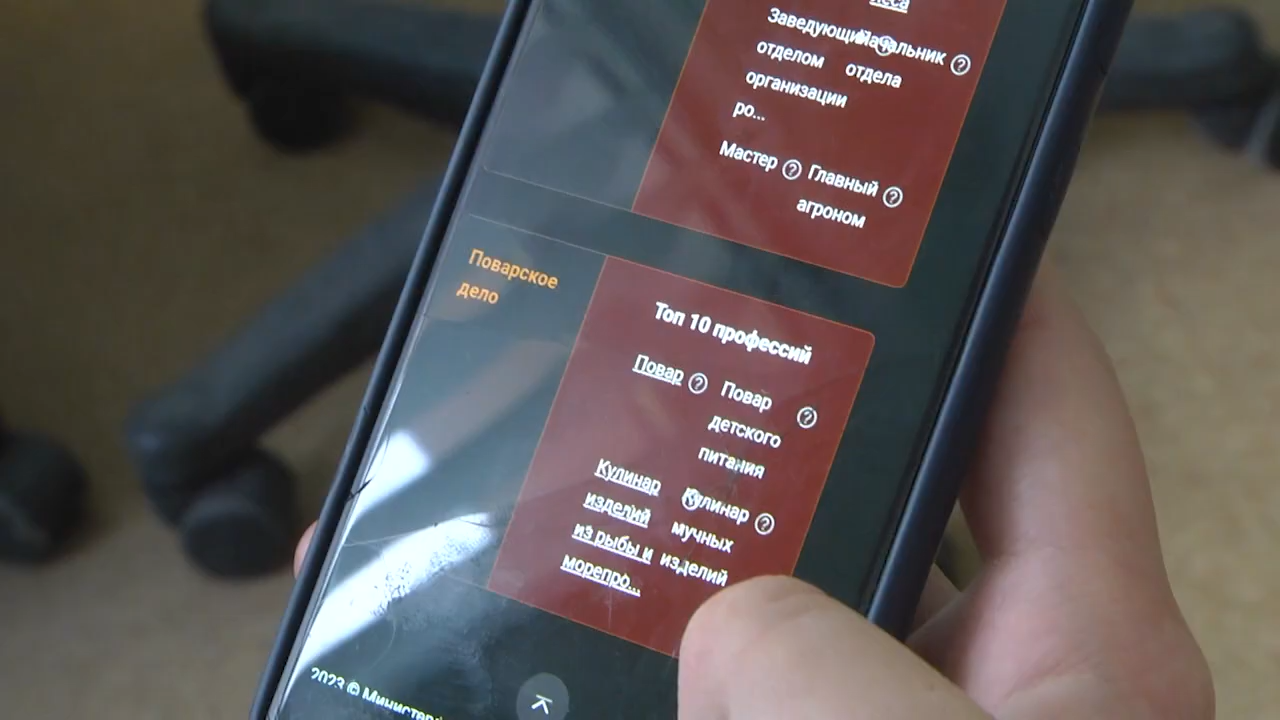 Заведующий Начальник
отделом отдела
организации
ро...
Мастер Главный
агроном
Поварское
дело
Топ 10 профессий
Повар Повар
детского
питания
Кулинар Кулинар
изделий мучных
из рыбы и изделий
морепро...
2023 ©